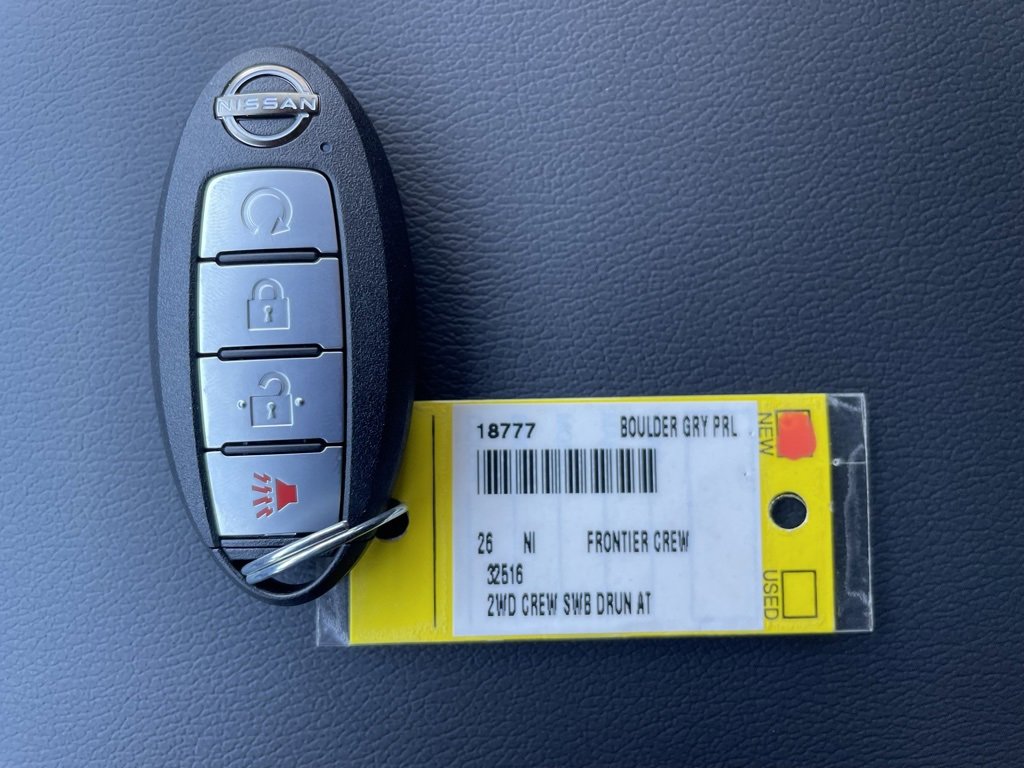 NISSAN
18777 BOULDER GRY PRL
26 NI FRONTIER CREW
32516
2WD CREW SWB DRUN AT
NEW
USED